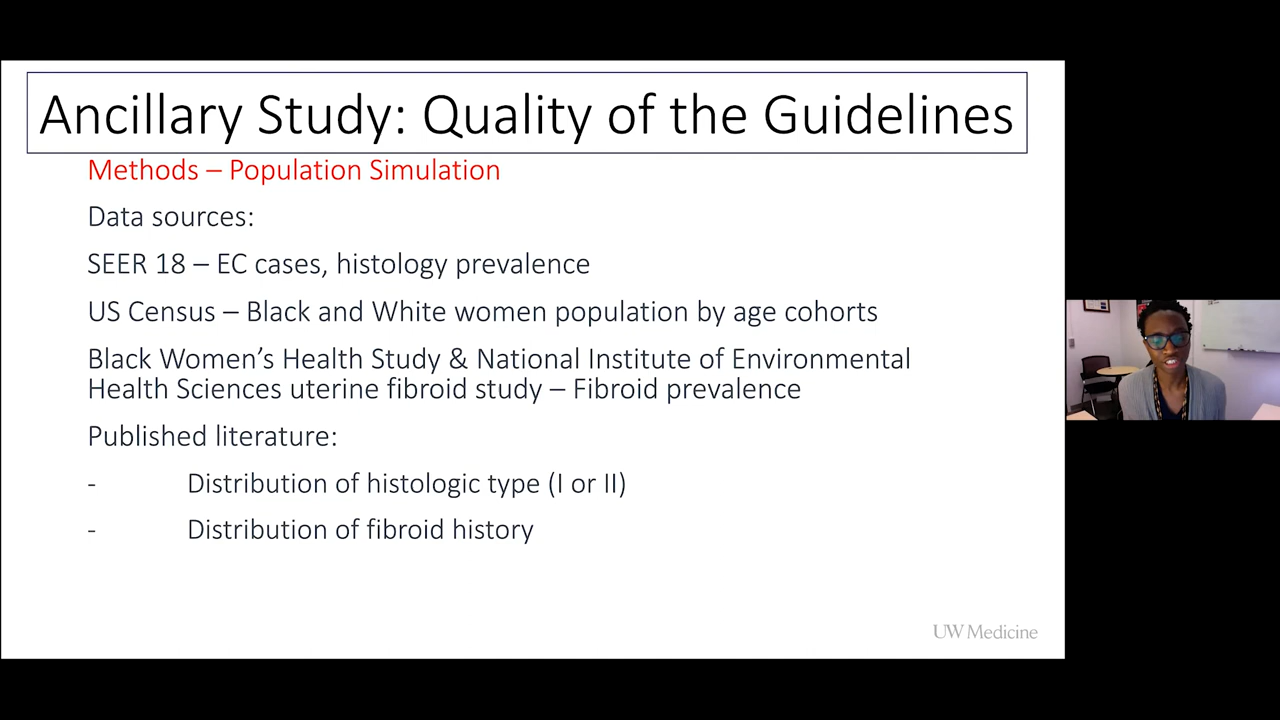 Ancillary Study: Quality of the Guidelines
Methods – Population Simulation
Data sources:
SEER 18 – EC cases, histology prevalence
US Census – Black and White women population by age cohorts
Black Women’s Health Study & National Institute of Environmental
Health Sciences uterine fibroid study – Fibroid prevalence
Published literature:
- Distribution of histologic type (I or II)
- Distribution of fibroid history
UW Medicine